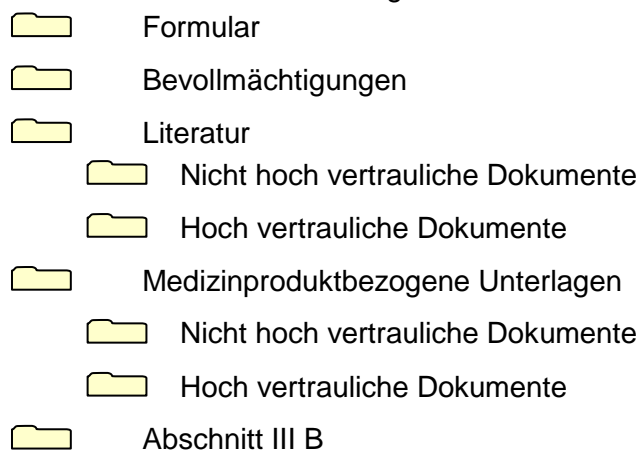 Formular
Bevollmächtigungen
Literatur
Nicht hoch vertrauliche Dokumente
Hoch vertrauliche Dokumente
Medizinproduktbezogene Unterlagen
Nicht hoch vertrauliche Dokumente
Hoch vertrauliche Dokumente
Abschnitt III B